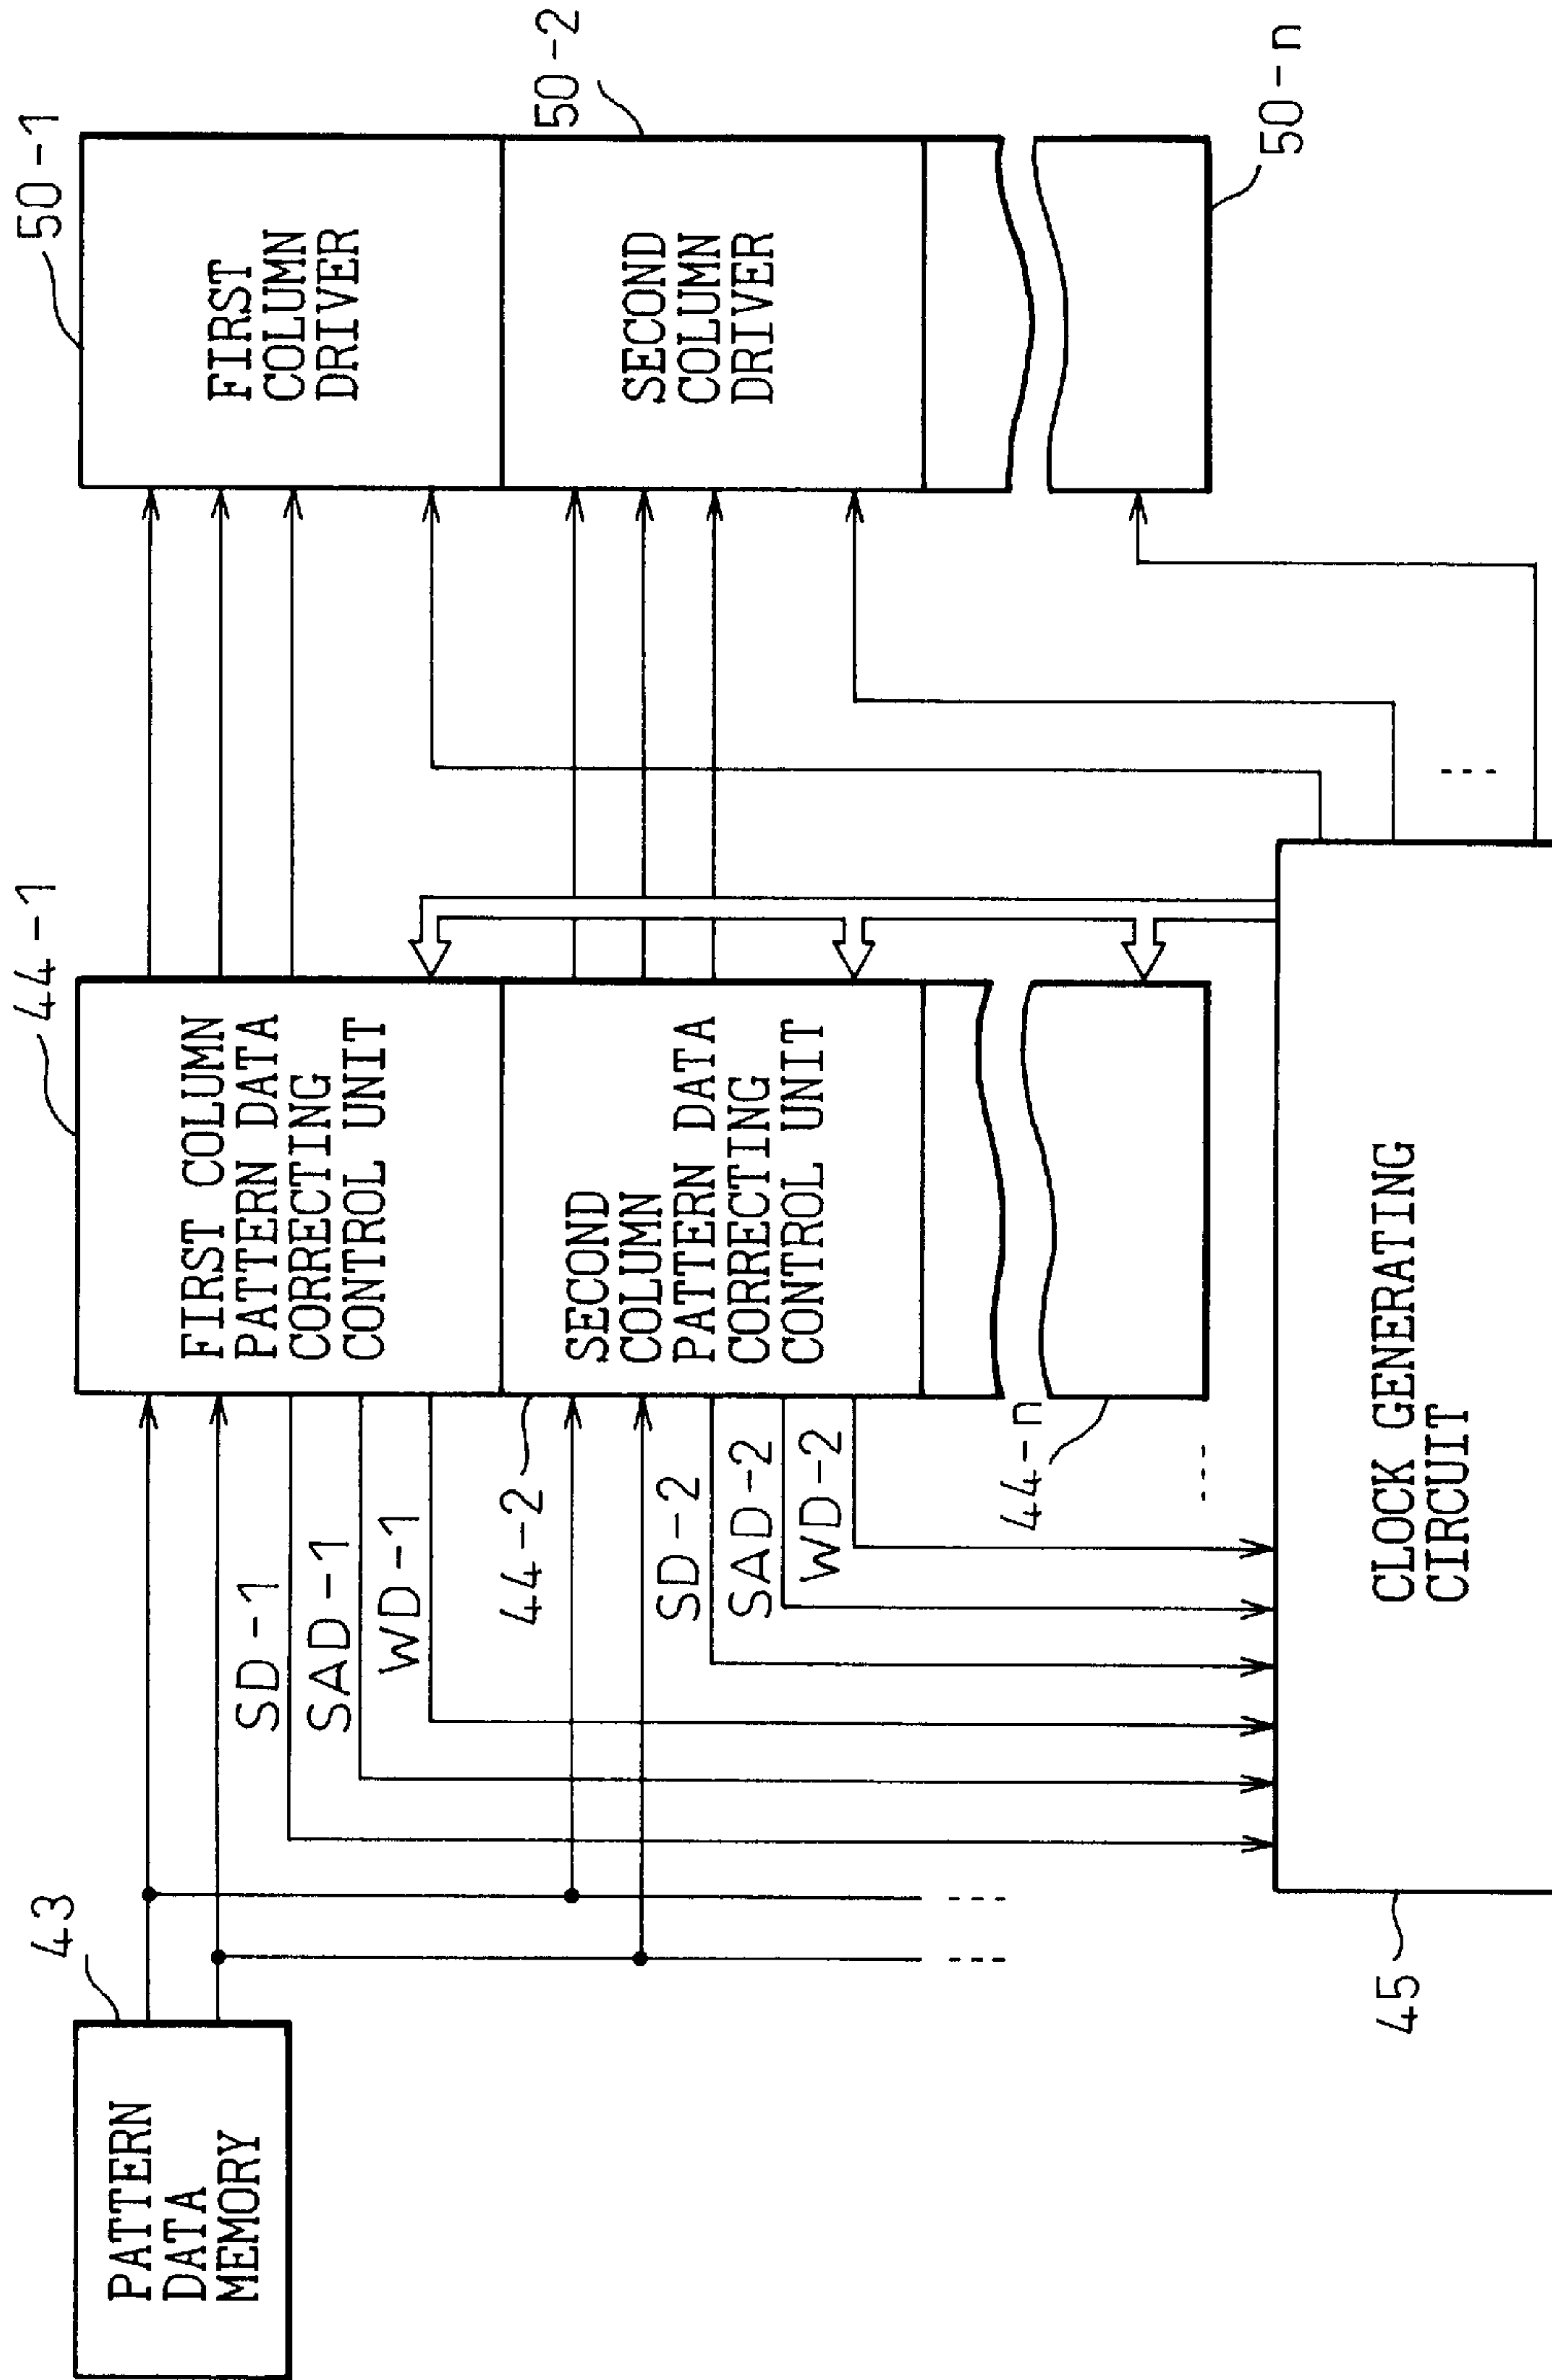 43
PATTERN
DATA
MEMORY
44-1
FIRST COLUMN
PATTERN DATA
CORRECTING
CONTROL UNIT
50-1
FIRST
COLUMN
DRIVER
SD-1
SAD-1
WD-1
44-2
SECOND
COLUMN
PATTERN DATA
CORRECTING
CONTROL UNIT
50-2
SECOND
COLUMN
DRIVER
SD-2
SAD-2
WD-2
44-n
50-n
45
CLOCK GENERATING
CIRCUIT